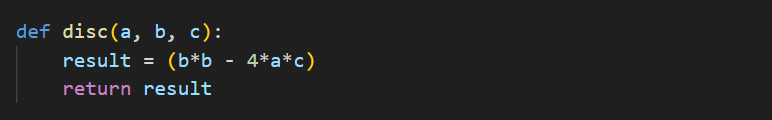 def disc(a, b, c):
    result = (b*b - 4*a*c)
    return result